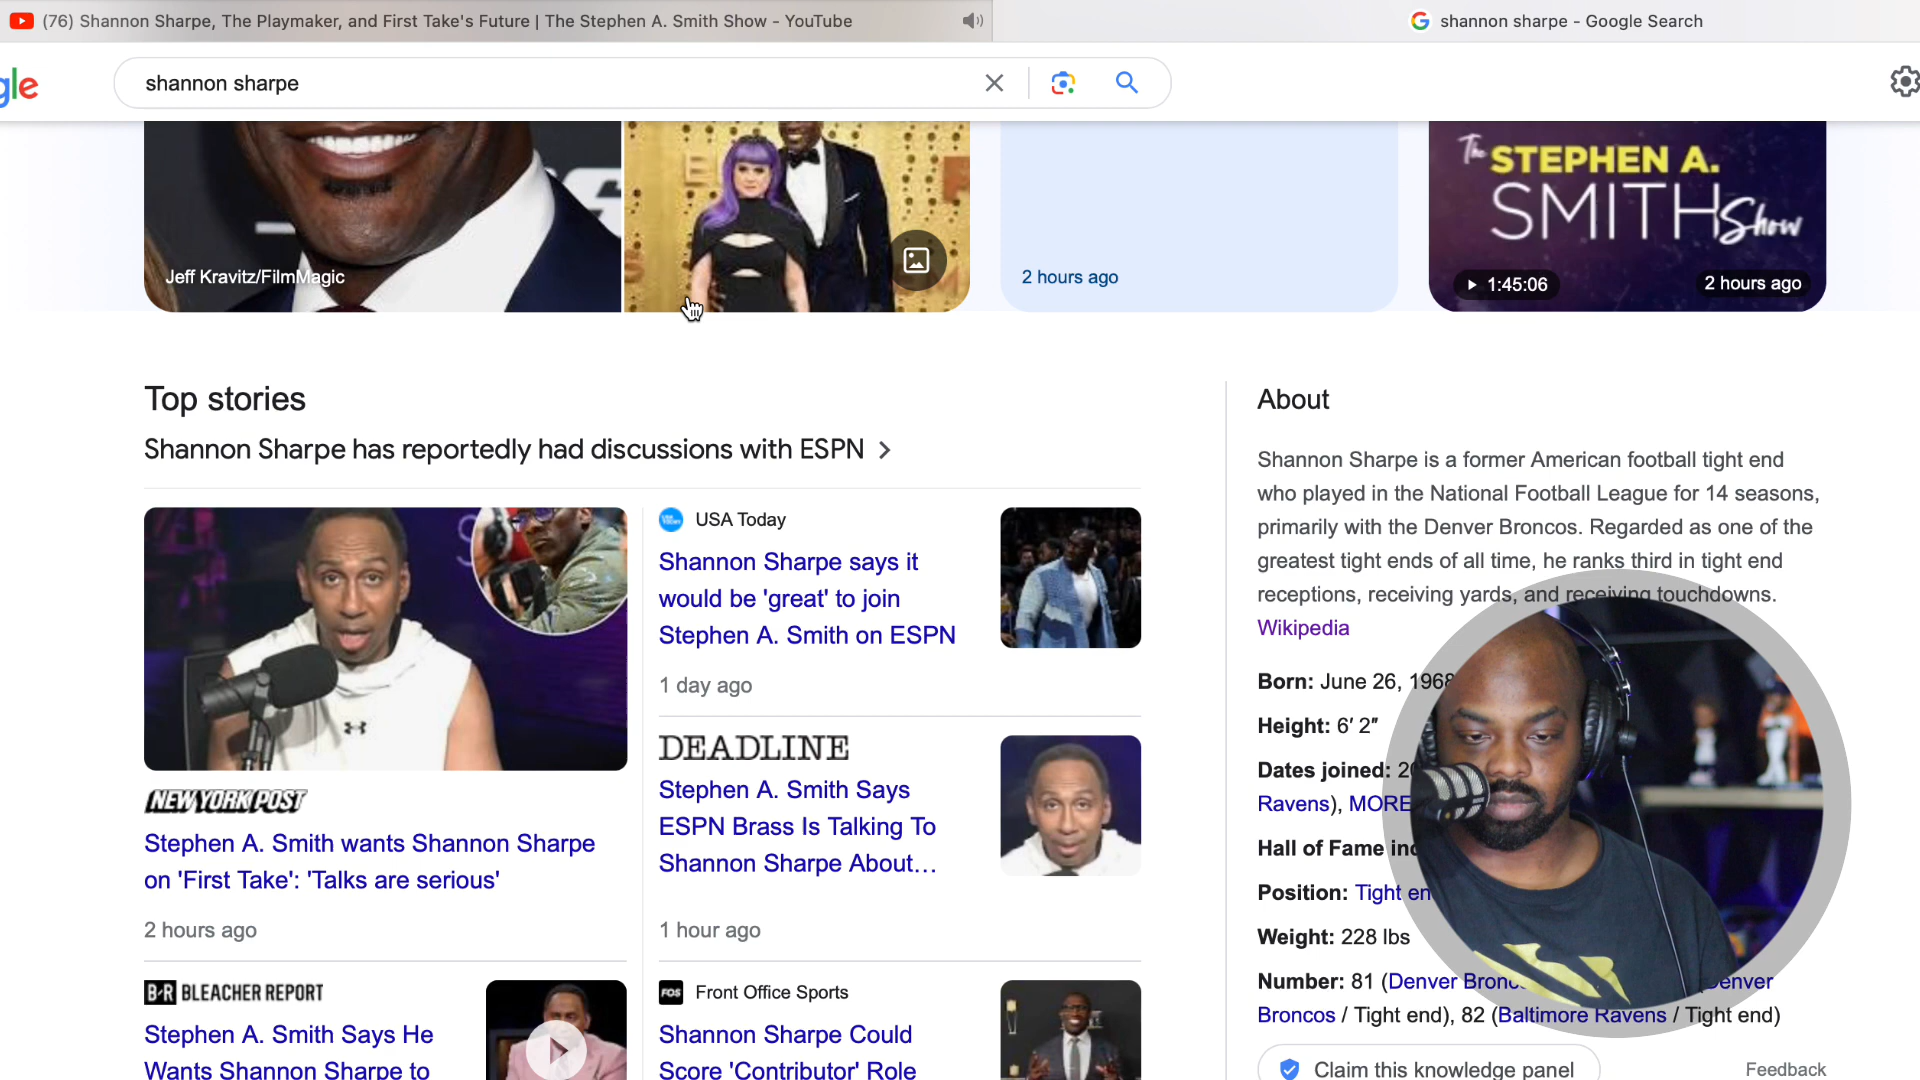 (76) Shannon Sharpe, The Playmaker, and First Take's Future | The Stephen A. Smith Show - YouTube
shannon sharpe - Google Search
gle
shannon sharpe
Jeff Kravitz/FilmMagic
2 hours ago
The STEPHEN A.
SMITH Show
1:45:06
2 hours ago
Top stories
Shannon Sharpe has reportedly had discussions with ESPN
NEW YORK POST
Stephen A. Smith wants Shannon Sharpe
on 'First Take': 'Talks are serious'
2 hours ago
USA Today
Shannon Sharpe says it
would be 'great' to join
Stephen A. Smith on ESPN
1 day ago
DEADLINE
Stephen A. Smith Says
ESPN Brass Is Talking To
Shannon Sharpe About...
1 hour ago
B/R BLEACHER REPORT
Stephen A. Smith Says He
Wants Shannon Sharpe to
FOS Front Office Sports
Shannon Sharpe Could
Score 'Contributor' Role
About
Shannon Sharpe is a former American football tight end
who played in the National Football League for 14 seasons,
primarily with the Denver Broncos. Regarded as one of the
greatest tight ends of all time, he ranks third in tight end
receptions, receiving yards, and receiving touchdowns.
Wikipedia
Born: June 26, 1968
Height: 6′ 2″
Dates joined: 20
Ravens), MORE
Hall of Fame ind
Position: Tight en
Weight: 228 lbs
Number: 81 (Denver Bronc Denver
Broncos / Tight end), 82 (Baltimore Ravens / Tight end)
Claim this knowledge panel
Feedback